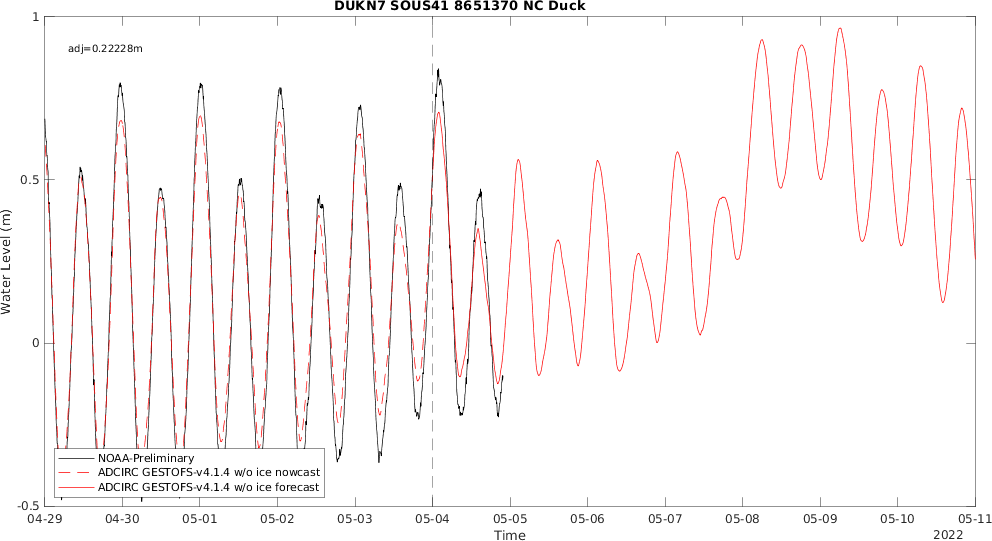 DUKN7 SOUS41 8651370 NC Duck
adj=0.22228m
1
0.5
0
-0.5
Water Level (m)
NOAA-Preliminary
ADCIRC GESTOFS-v4.1.4 w/o ice nowcast
ADCIRC GESTOFS-v4.1.4 w/o ice forecast
04-29 04-30 05-01 05-02 05-03 05-04 05-05 05-06 05-07 05-08 05-09 05-10 05-11
Time
2022